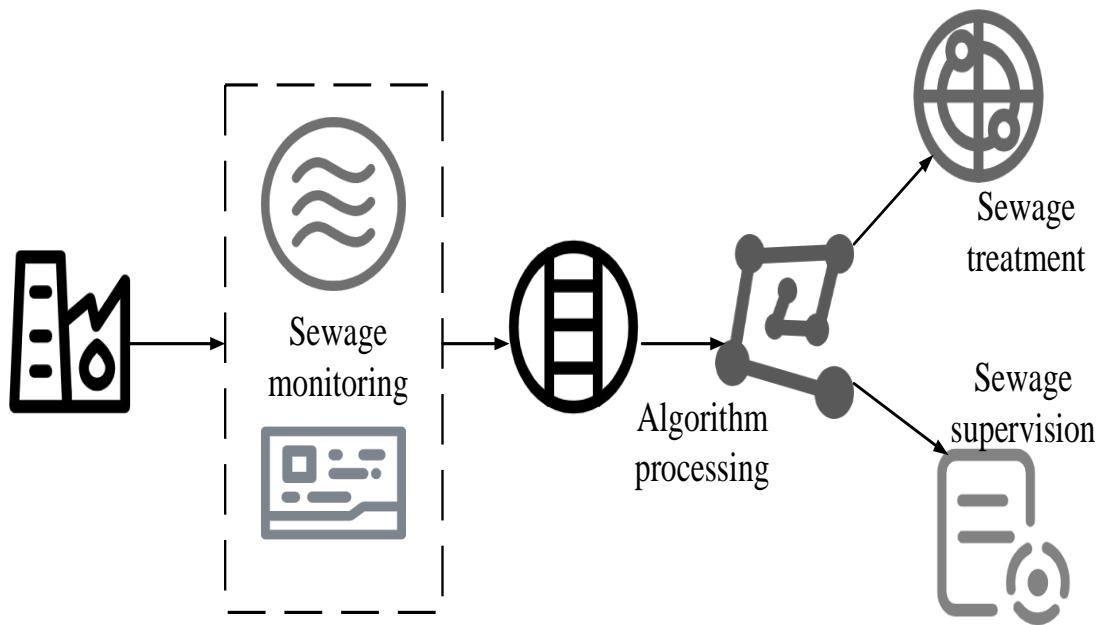 Sewage
monitoring
Algorithm
processing
Sewage
treatment
Sewage
supervision